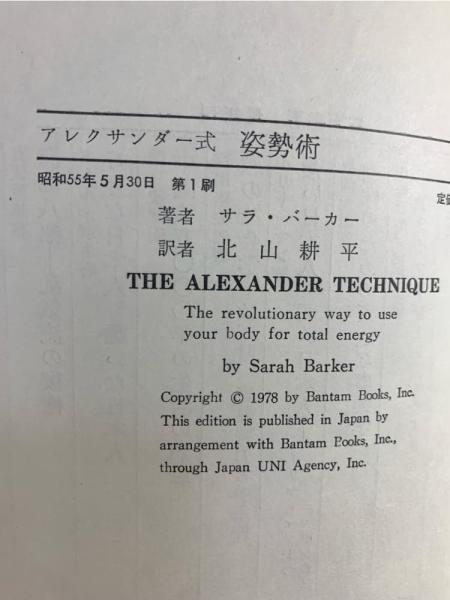 アレクサンダー式 姿勢術
昭和55年5月30日 第1刷
定価
著者 サラ・バーカー
訳者 北山耕平
THE ALEXANDER TECHNIQUE
The revolutionary way to use
your body for total energy
by Sarah Barker
Copyright © 1978 by Bantam Books, Inc.
This edition is published in Japan by
arrangement with Bantam Books, Inc.,
through Japan UNI Agency, Inc.